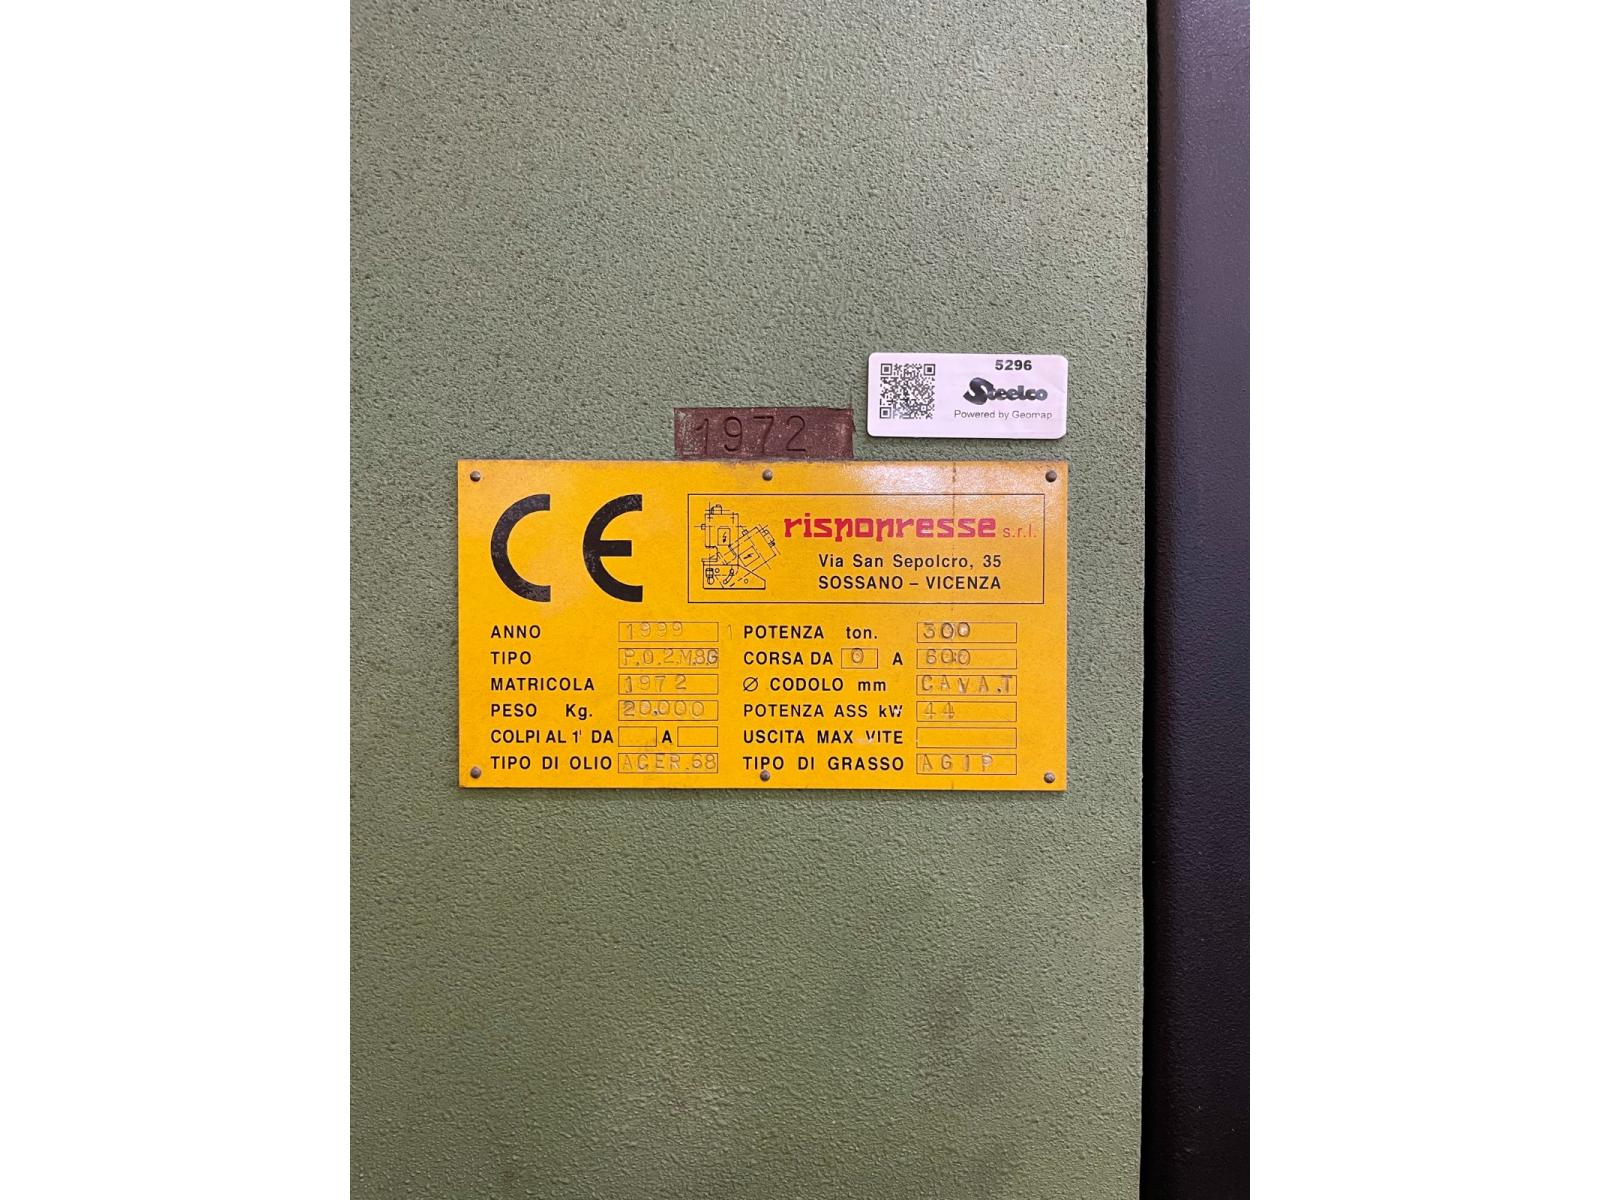 5296
Steelco
Powered by Geomap
1972
CE
rispopresse s.r.l.
Via San Sepolcro, 35
SOSSANO – VICENZA
ANNO 1999 1 POTENZA ton. 300
TIPO P.O.2.M.8G CORSA DA 0 A 600
MATRICOLA 1972 Ø CODOLO mm CAVA.T
PESO Kg. 20.000 POTENZA ASS kW 44
COLPI AL 1' DA A USCITA MAX VITE
TIPO DI OLIO ACER.68 TIPO DI GRASSO AGIP